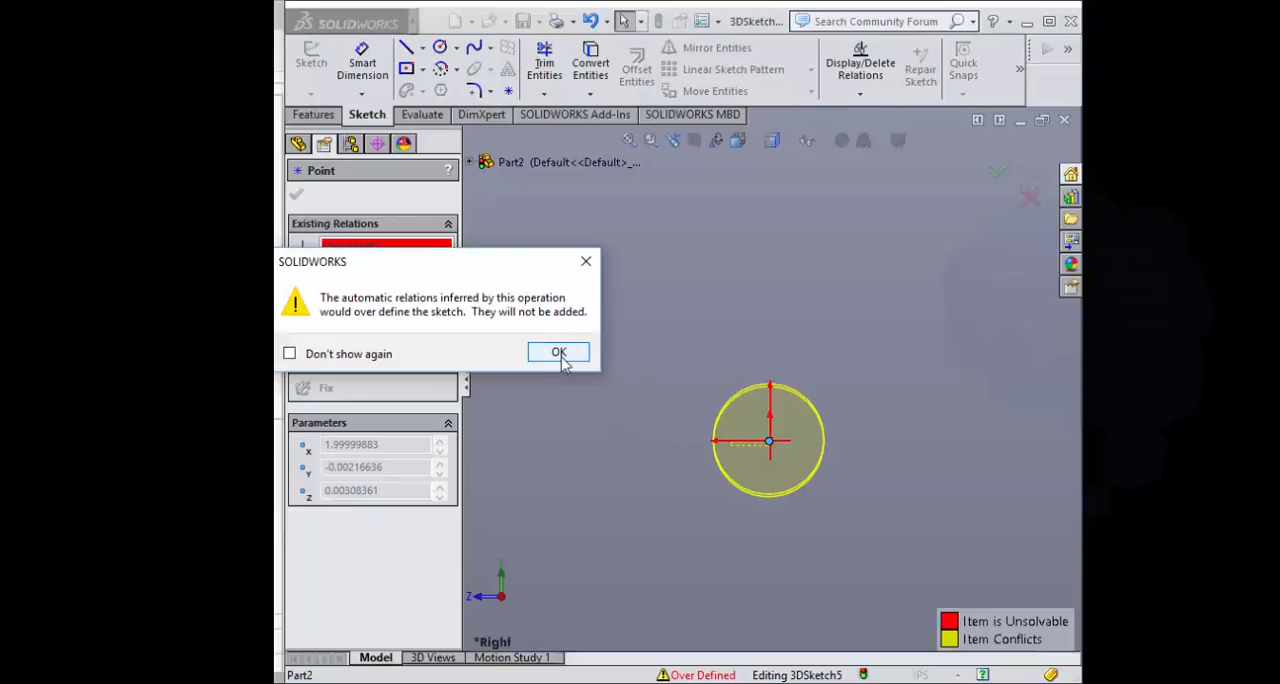 SOLIDWORKS
3DSketch...
Search Community Forum
?
Sketch
Smart Dimension
Trim Entities
Convert Entities
Offset Entities
Mirror Entities
Linear Sketch Pattern
Move Entities
Display/Delete Relations
Repair Sketch
Quick Snaps
Features
Sketch
Evaluate
DimXpert
SOLIDWORKS Add-Ins
SOLIDWORKS MBD
Point
?
Part2 (Default<<Default>_...
Existing Relations
SOLIDWORKS
The automatic relations inferred by this operation
would over define the sketch. They will not be added.
Don't show again
OK
Fix
Parameters
X 1.99999883
Y -0.00216636
Z 0.00308361
Z
*Right
Item is Unsolvable
Item Conflicts
Model
3D Views
Motion Study 1
Part2
Over Defined
Editing 3DSketch5
IPS
-
?